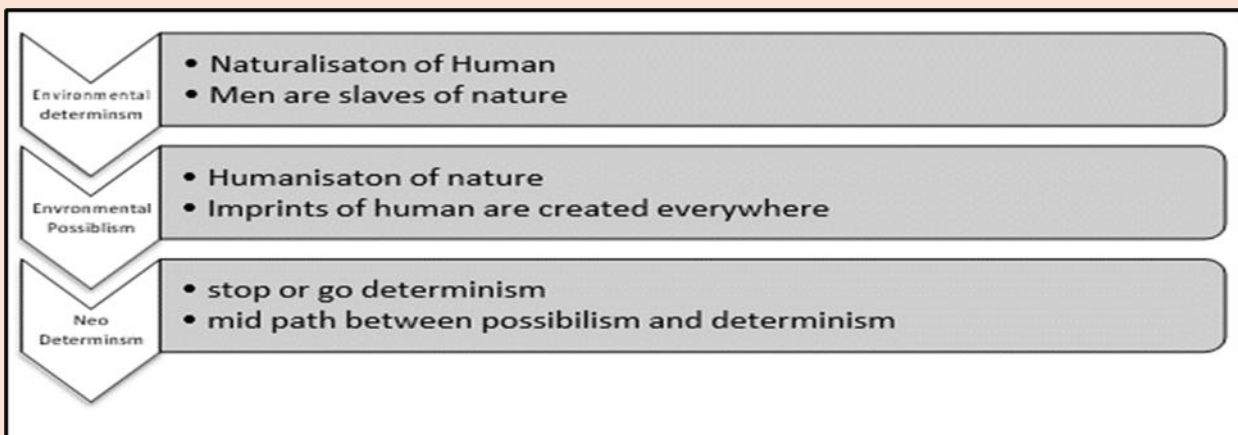 Environmental
determinsm
• Naturalisaton of Human
• Men are slaves of nature
Envronmental
Possiblism
• Humanisaton of nature
• Imprints of human are created everywhere
Neo
Determinsm
• stop or go determinism
• mid path between possibilism and determinism